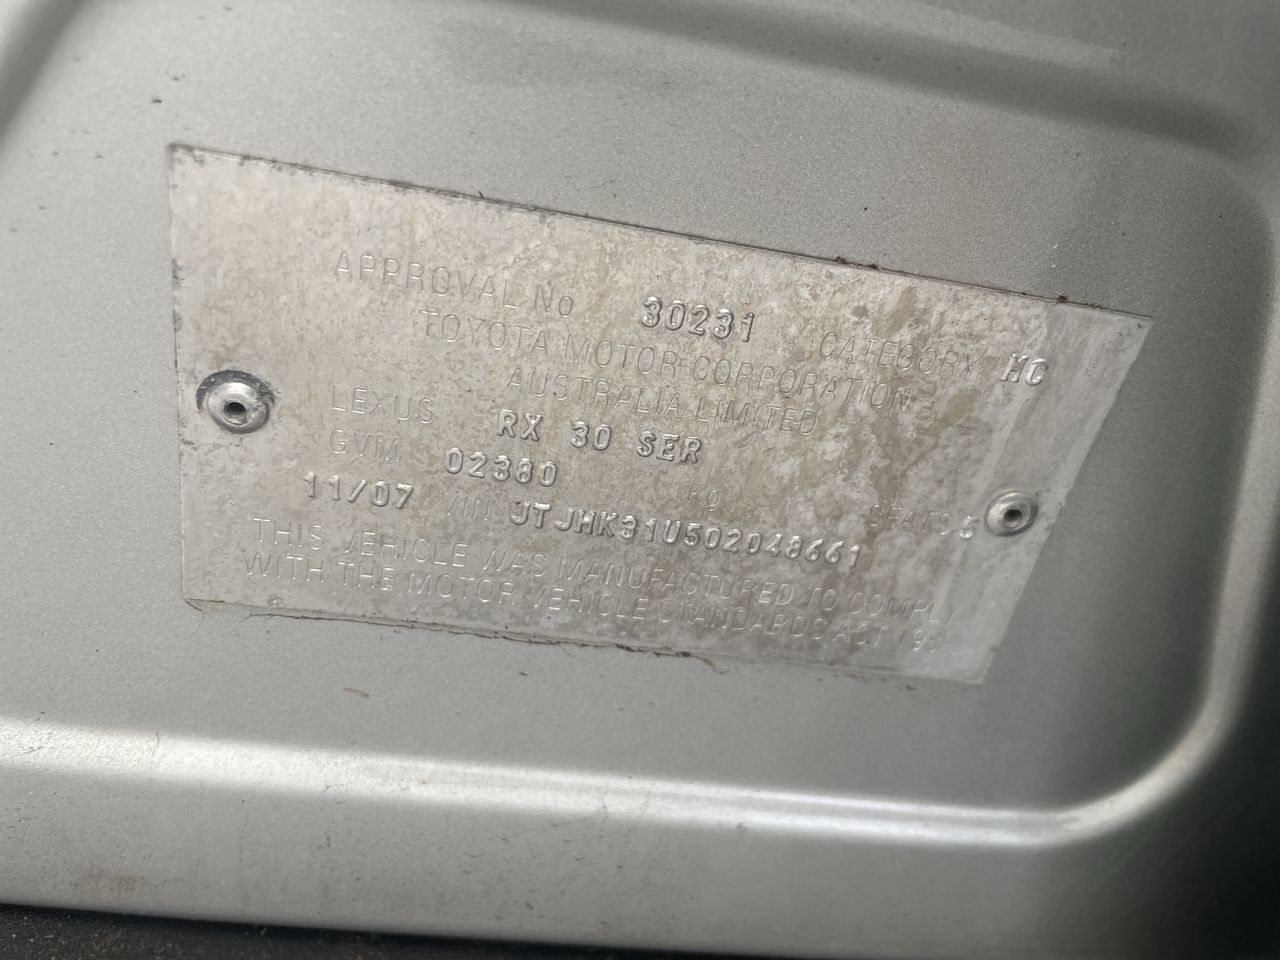 APPROVAL No 30231 CATEGORY MC
TOYOTA MOTOR CORPORATION
AUSTRALIA LIMITED
LEXUS RX 30 SER
GVM 02380 Kg SEATS 5
11/07 VIN JTJHK31U502048661
THIS VEHICLE WAS MANUFACTURED TO COMPLY
WITH THE MOTOR VEHICLE STANDARDS ACT